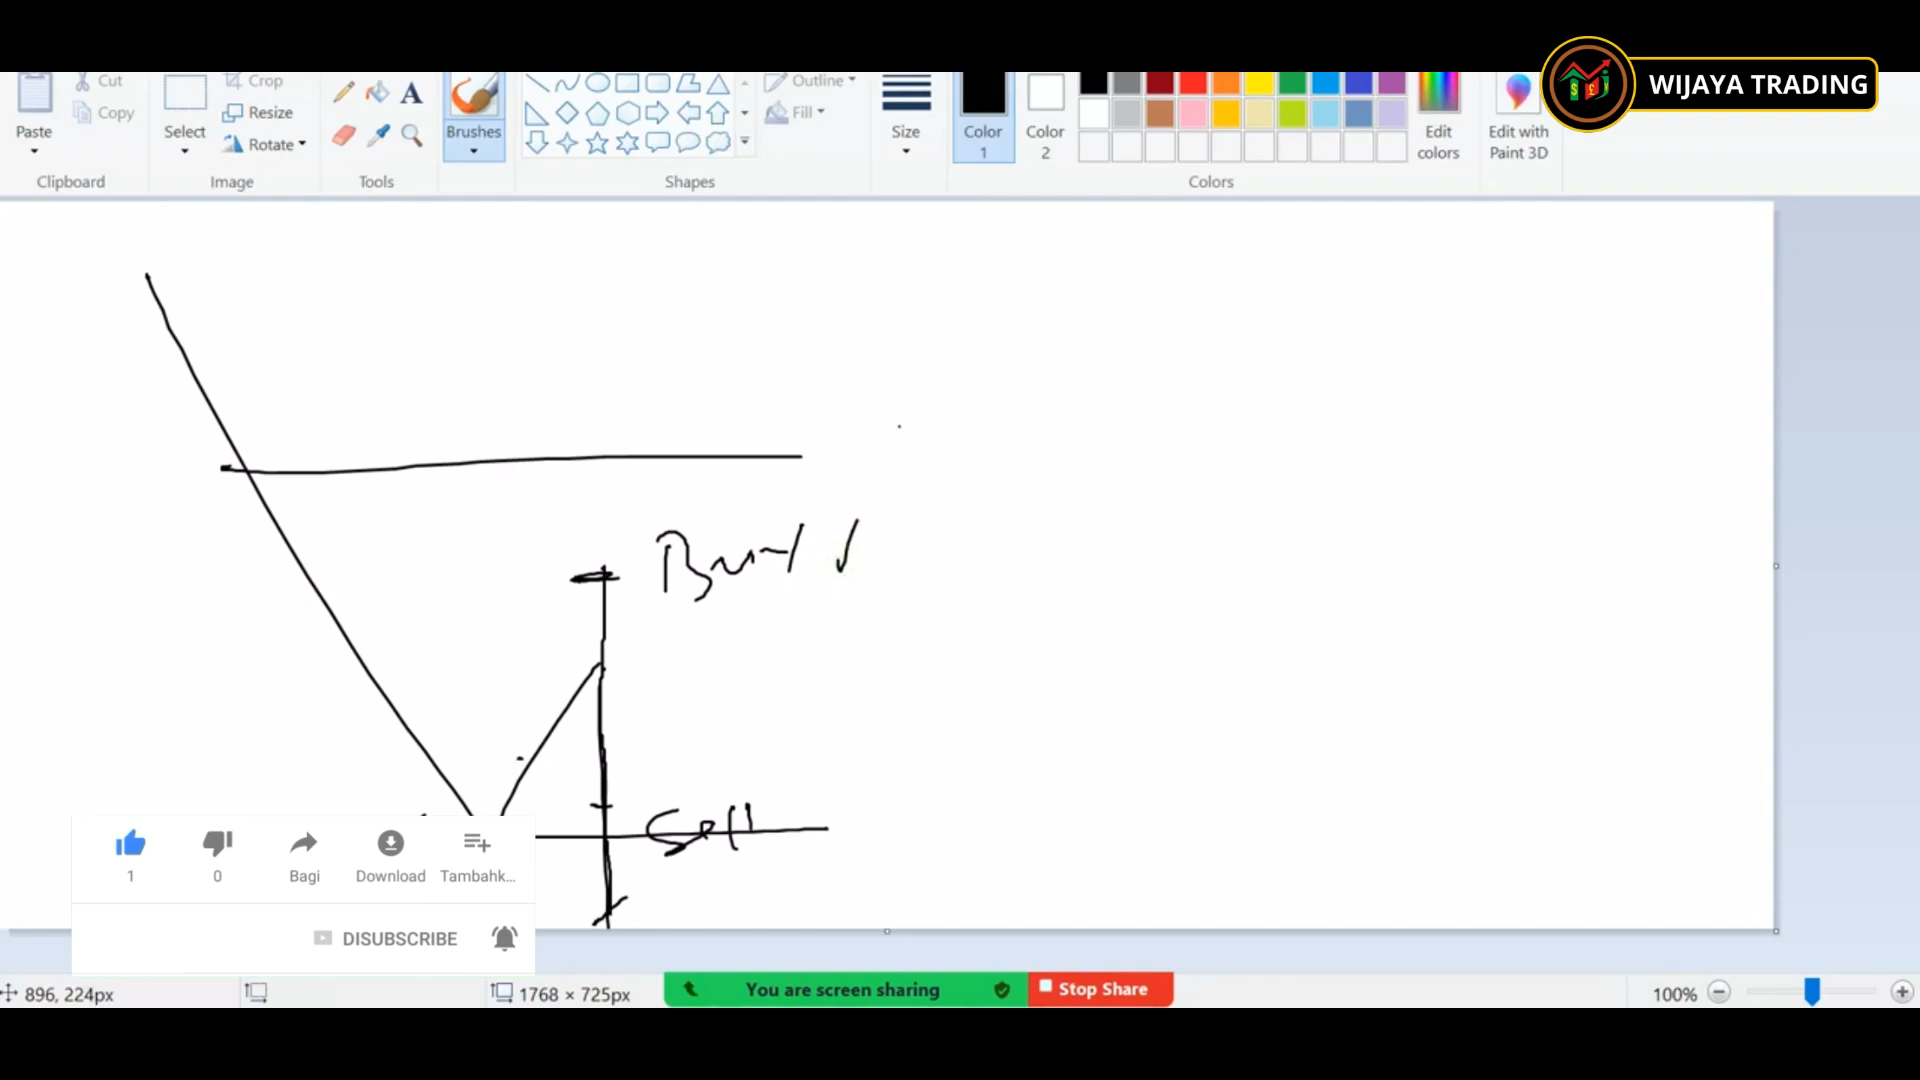 WIJAYA TRADING
Cut
Crop
Outline
Copy
Resize
Fill
Paste
Select
Rotate
Brushes
Size
Color
1
Color
2
Edit
colors
Edit with
Paint 3D
Clipboard
Image
Tools
Shapes
Colors
Sell
1
0
Bagi
Download
Tambahk...
DISUBSCRIBE
896, 224px
1768 × 725px
You are screen sharing
Stop Share
100%